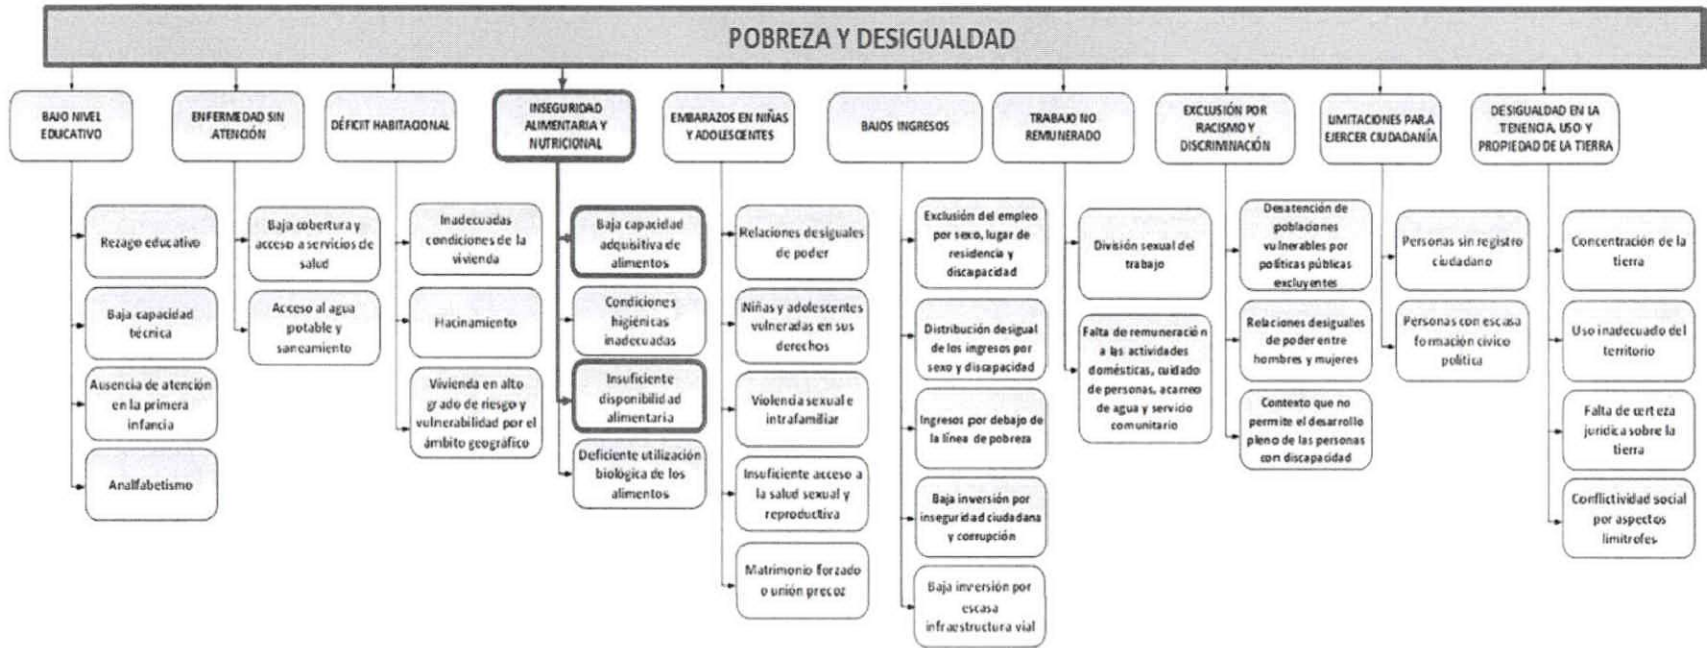 POBREZA Y DESIGUALDAD
BAJO NIVEL
EDUCATIVO
Rezago educativo
Baja capacidad
técnica
Ausencia de atención
en la primera
infancia
Analfabetismo
ENFERMEDAD SIN
ATENCIÓN
Baja cobertura y
acceso a servicios de
salud
Acceso al agua
potable y
saneamiento
DÉFICIT HABITACIONAL
Inadecuadas
condiciones de la
vivienda
Hacinamiento
Vivienda en alto
grado de riesgo y
vulnerabilidad por el
ámbito geográfico
INSEGURIDAD
ALIMENTARIA Y
NUTRICIONAL
Baja capacidad
adquisitiva de
alimentos
Condiciones
higiénicas
inadecuadas
Insuficiente
disponibilidad
alimentaria
Deficiente utilización
biológica de los
alimentos
EMBARAZOS EN NIÑAS
Y ADOLESCENTES
Relaciones desiguales
de poder
Niñas y adolescentes
vulneradas en sus
derechos
Violencia sexual e
intrafamiliar
Insuficiente acceso a
la salud sexual y
reproductiva
Matrimonio forzado
o unión precoz
BAJOS INGRESOS
Exclusión del empleo
por sexo, lugar de
residencia y
discapacidad
Distribución desigual
de los ingresos por
sexo y discapacidad
Ingresos por debajo de
la línea de pobreza
Baja inversión por
inseguridad ciudadana
y corrupción
Baja inversión por
escasa
infraestructura vial
TRABAJO NO
REMUNERADO
División sexual del
trabajo
Falta de remuneración
a las actividades
domésticas, cuidado
de personas, acarreo
de agua y servicio
comunitario
EXCLUSIÓN POR
RACISMO Y
DISCRIMINACIÓN
Desatención de
poblaciones
vulnerables por
políticas públicas
excluyentes
Relaciones desiguales
de poder entre
hombres y mujeres
Contexto que no
permite el desarrollo
pleno de las personas
con discapacidad
LIMITACIONES PARA
EJERCER CIUDADANÍA
Personas sin registro
ciudadano
Personas con escasa
formación cívico
política
DESIGUALDAD EN LA
TENENCIA, USO Y
PROPIEDAD DE LA TIERRA
Concentración de la
tierra
Uso inadecuado del
territorio
Falta de certeza
jurídica sobre la
tierra
Conflictividad social
por aspectos
limítrofes